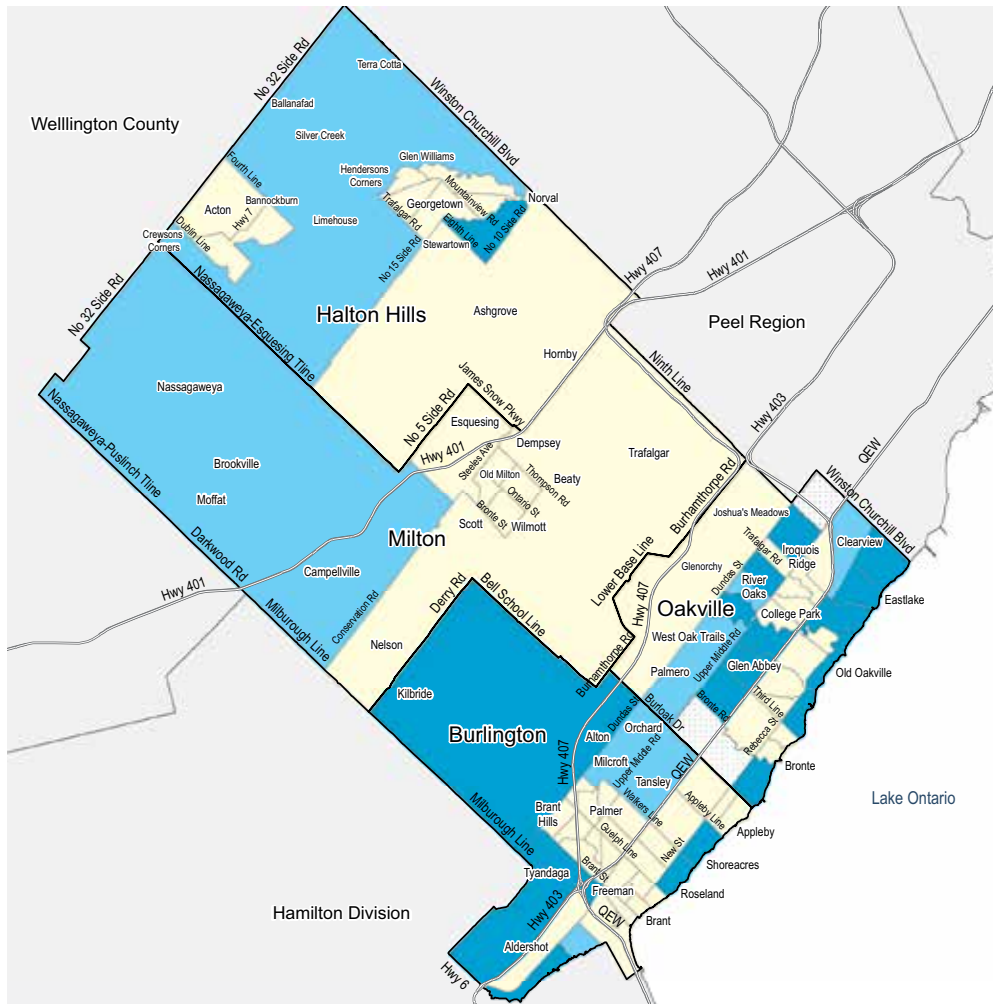 No 32 Side Rd
Terra Cotta
Winston Churchill Blvd
Ballanafad
Welllington County
Silver Creek
Glen Williams
Fourth Line
Hendersons
Corners
Mountainview Rd
Bannockburn
Norval
Acton
Hwy 7
Georgetown
Trafalgar Rd
Dublin Line
Limehouse
Eighth Line
No 10 Side Rd
Crewsons
Corners
Stewartown
No 15 Side Rd
Hwy 407
Hwy 401
No 32 Side Rd
Nassagaweya-Esquesing Tline
Halton Hills
Ashgrove
Peel Region
Hornby
Ninth Line
Nassagaweya
James Snow Pkwy
No 5 Side Rd
Esquesing
Hwy 403
Nassagaweya-Puslinch Tline
Hwy 401
Dempsey
QEW
Brookville
Steeles Ave
Trafalgar
Old Milton
Thompson Rd
Beaty
Burhamthorpe Rd
Moffat
Ontario St
Winston Churchill Blvd
Joshua's Meadows
Bronte St
Scott
Wilmott
Milton
Trafalgar Rd
Iroquois
Ridge
Clearview
Darkwood Rd
Lower Base Line
Glenorchy
Dundas St
Campellville
Hwy 401
Derry Rd
Bell School Line
Hwy 407
River
Oaks
Eastlake
Oakville
College Park
Conservation Rd
Milburough Line
West Oak Trails
Upper Middle Rd
Nelson
Burhamthorpe Rd
Glen Abbey
Old Oakville
Palmero
Kilbride
Third Line
Bronte Rd
Burloak Dr
Burlington
Dundas St
Orchard
Rebecca St
Alton
Upper Middle Rd
Hwy 407
Milcroft
QEW
Bronte
Tansley
Lake Ontario
Milburough Line
Walkers Line
Appleby Line
Brant
Hills
Palmer
Appleby
Guelph Line
New St
Shoreacres
Brant St
Tyandaga
Freeman
Roseland
Hwy 403
Hamilton Division
QEW
Brant
Aldershot
Hwy 6